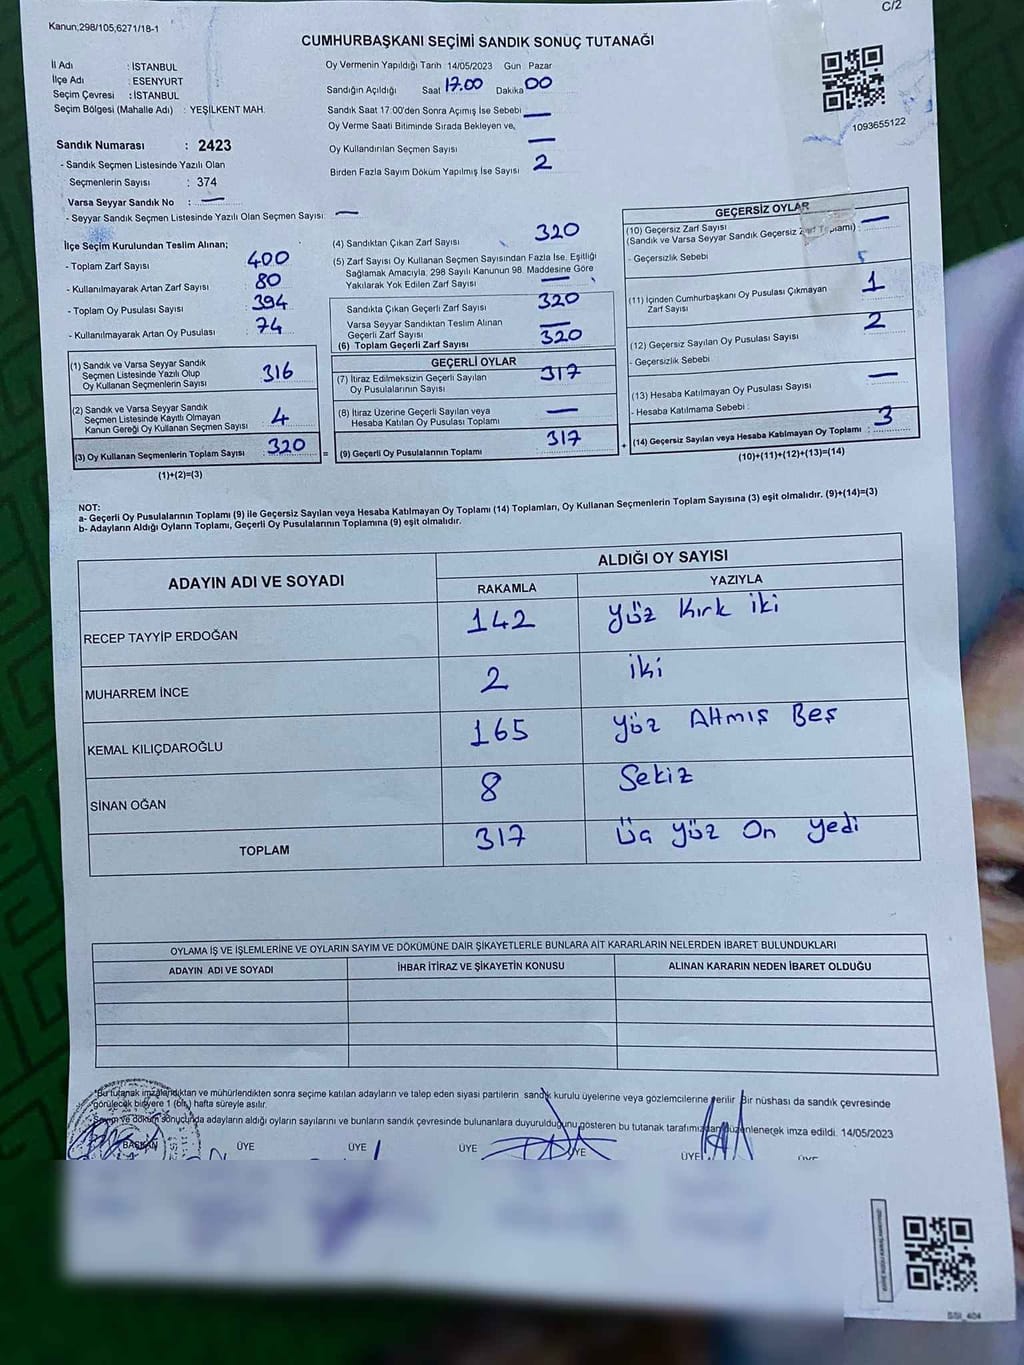 Kanun;298/105,6271/18-1
C/2
CUMHURBAŞKANI SEÇİMİ SANDIK SONUÇ TUTANAĞI
İl Adı : İSTANBUL
İlçe Adı : ESENYURT
Seçim Çevresi : İSTANBUL
Seçim Bölgesi (Mahalle Adı) : YEŞİLKENT MAH.
Oy Vermenin Yapıldığı Tarih : 14/05/2023 Gün : Pazar
Sandığın Açıldığı Saat 17.00 Dakika 00
Sandık Saat 17:00'den Sonra Açımış İse Sebebi : —
Oy Verme Saati Bitiminde Sırada Bekleyen ve,
Oy Kullandırılan Seçmen Sayısı —
Birden Fazla Sayım Döküm Yapılmış İse Sayısı : 2
1093655122
Sandık Numarası : 2423
- Sandık Seçmen Listesinde Yazılı Olan
Seçmenlerin Sayısı : 374
Varsa Seyyar Sandık No : —
- Seyyar Sandık Seçmen Listesinde Yazılı Olan Seçmen Sayısı: —
İlçe Seçim Kurulundan Teslim Alınan;
- Toplam Zarf Sayısı : 400
- Kullanılmayarak Artan Zarf Sayısı : 80
- Toplam Oy Pusulası Sayısı : 394
- Kullanılmayarak Artan Oy Pusulası : 74
(1) Sandık ve Varsa Seyyar Sandık
Seçmen Listesinde Yazılı Olup
Oy Kullanan Seçmenlerin Sayısı : 316
(2) Sandık ve Varsa Seyyar Sandık
Seçmen Listesinde Kayıtlı Olmayan
Kanun Gereği Oy Kullanan Seçmen Sayısı : 4
(3) Oy Kullanan Seçmenlerin Toplam Sayısı : 320
(1)+(2)=(3)
(4) Sandıktan Çıkan Zarf Sayısı : 320
(5) Zarf Sayısı Oy Kullanan Seçmen Sayısından Fazla İse, Eşitliği
Sağlamak Amacıyla, 298 Sayılı Kanunun 98. Maddesine Göre
Yakılarak Yok Edilen Zarf Sayısı : —
Sandıkta Çıkan Geçerli Zarf Sayısı : 320
Varsa Seyyar Sandıktan Teslim Alınan
Geçerli Zarf Sayısı : —
(6) Toplam Geçerli Zarf Sayısı : 320
GEÇERLİ OYLAR
(7) İtiraz Edilmeksizin Geçerli Sayılan
Oy Pusulalarının Sayısı : 317
(8) İtiraz Üzerine Geçerli Sayılan veya
Hesaba Katılan Oy Pusulası Toplamı : —
= (9) Geçerli Oy Pusulalarının Toplamı : 317 +
GEÇERSİZ OYLAR
(10) Geçersiz Zarf Sayısı : —
(Sandık ve Varsa Seyyar Sandık Geçersiz Zarf Toplamı)
- Geçersizlik Sebebi
(11) İçinden Cumhurbaşkanı Oy Pusulası Çıkmayan
Zarf Sayısı : 1
(12) Geçersiz Sayılan Oy Pusulası Sayısı : 2
- Geçersizlik Sebebi
(13) Hesaba Katılmayan Oy Pusulası Sayısı : —
- Hesaba Katılmama Sebebi :
(14) Geçersiz Sayılan veya Hesaba Katılmayan Oy Toplamı : 3
(10)+(11)+(12)+(13)=(14)
NOT:
a- Geçerli Oy Pusulalarının Toplamı (9) ile Geçersiz Sayılan veya Hesaba Katılmayan Oy Toplamı (14) Toplamları, Oy Kullanan Seçmenlerin Toplam Sayısına (3) eşit olmalıdır. (9)+(14)=(3)
b- Adayların Aldığı Oyların Toplamı, Geçerli Oy Pusulalarının Toplamına (9) eşit olmalıdır.
ADAYIN ADI VE SOYADI ALDIĞI OY SAYISI
RAKAMLA YAZIYLA
RECEP TAYYİP ERDOĞAN 142 Yüz Kırk iki
MUHARREM İNCE 2 iki
KEMAL KILIÇDAROĞLU 165 Yüz Altmış Beş
SİNAN OĞAN 8 Sekiz
TOPLAM 317 Üç Yüz On Yedi
OYLAMA İŞ VE İŞLEMLERİNE VE OYLARIN SAYIM VE DÖKÜMÜNE DAİR ŞİKAYETLERLE BUNLARA AİT KARARLARIN NELERDEN İBARET BULUNDUKLARI
ADAYIN ADI VE SOYADI İHBAR İTİRAZ VE ŞİKAYETİN KONUSU ALINAN KARARIN NEDEN İBARET OLDUĞU
*Bu tutanak imzalandıktan ve mühürlendikten sonra seçime katılan adayların ve talep eden siyasi partilerin sandık kurulu üyelerine veya gözlemcilerine verilir. Bir nüshası da sandık çevresinde
görülecek bir yere 1 (bir) hafta süreyle asılır.
Sayım ve döküm sonucunda adayların aldığı oyların sayılarını ve bunların sandık çevresinde bulunanlara duyurulduğunu gösteren bu tutanak tarafımızdan düzenlenerek imza edildi. 14/05/2023
BAŞKAN ÜYE ÜYE ÜYE ÜYE ÜYE ÜYE
SSI_404